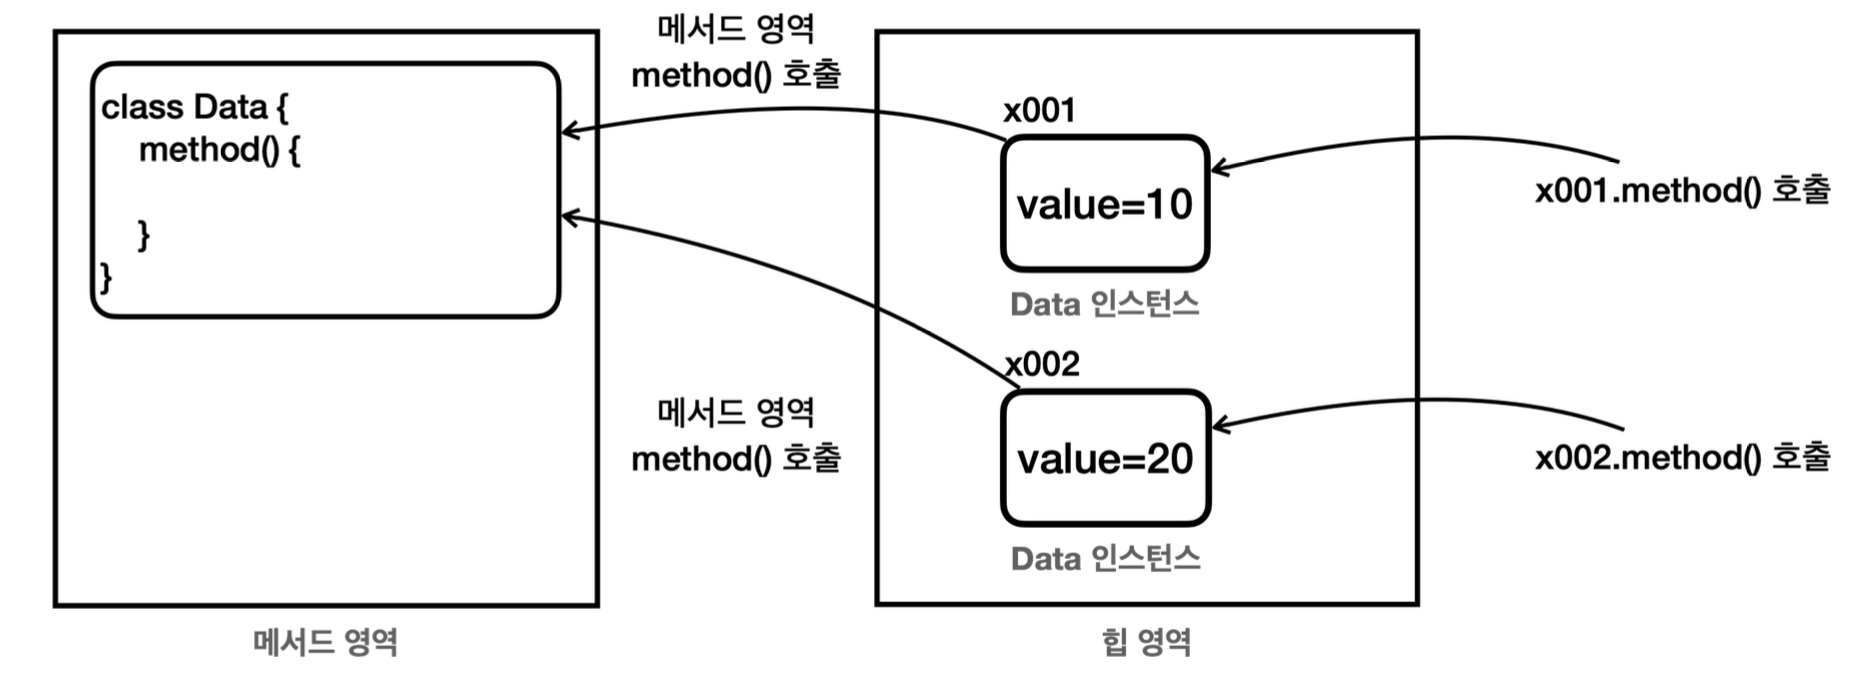 class Data {
method() {
}
}
메서드 영역
메서드 영역
method() 호출
메서드 영역
method() 호출
x001
value=10
Data 인스턴스
x002
value=20
Data 인스턴스
힙 영역
x001.method() 호출
x002.method() 호출